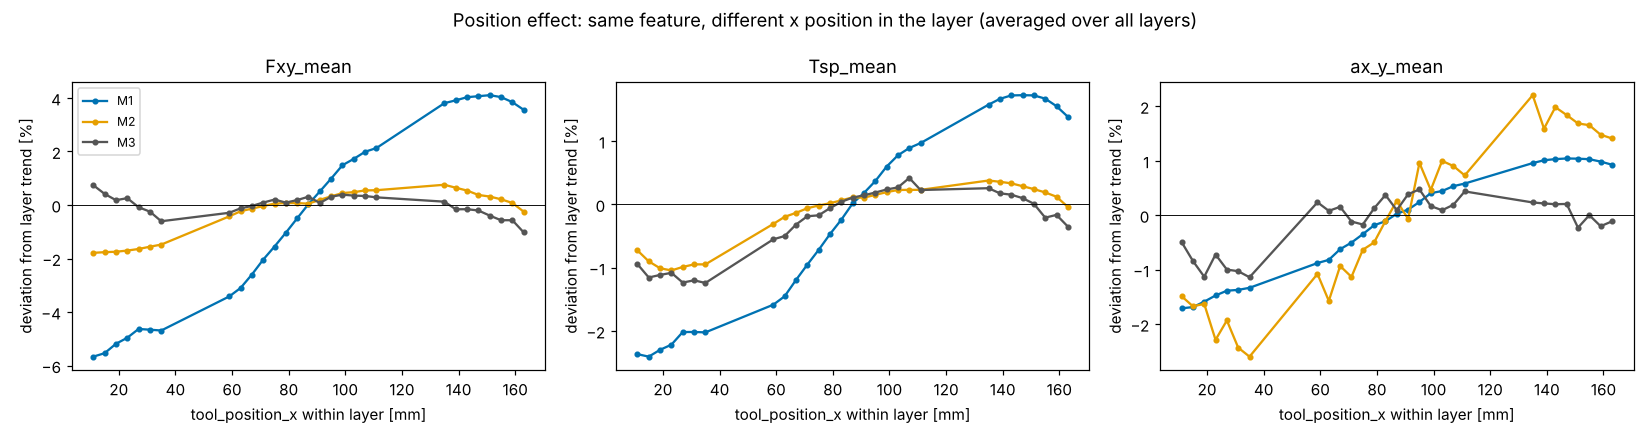 Position effect: same feature, different x position in the layer (averaged over all layers)
Fxy_mean
deviation from layer trend [%]
4
2
0
−2
−4
−6
M1
M2
M3
20 40 60 80 100 120 140 160
tool_position_x within layer [mm]
Tsp_mean
deviation from layer trend [%]
1
0
−1
−2
20 40 60 80 100 120 140 160
tool_position_x within layer [mm]
ax_y_mean
deviation from layer trend [%]
2
1
0
−1
−2
20 40 60 80 100 120 140 160
tool_position_x within layer [mm]